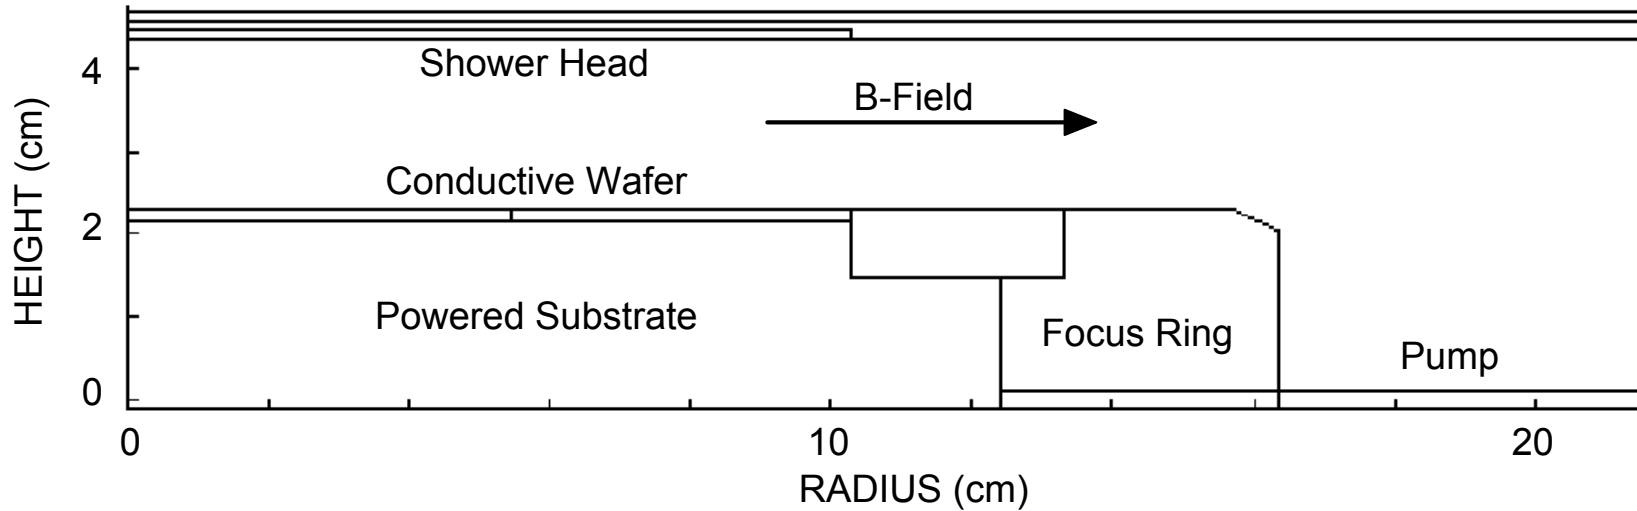 Shower Head
4
B-Field
HEIGHT (cm)
Conductive Wafer
2
Powered Substrate
Focus Ring
Pump
0
0 10 20
RADIUS (cm)